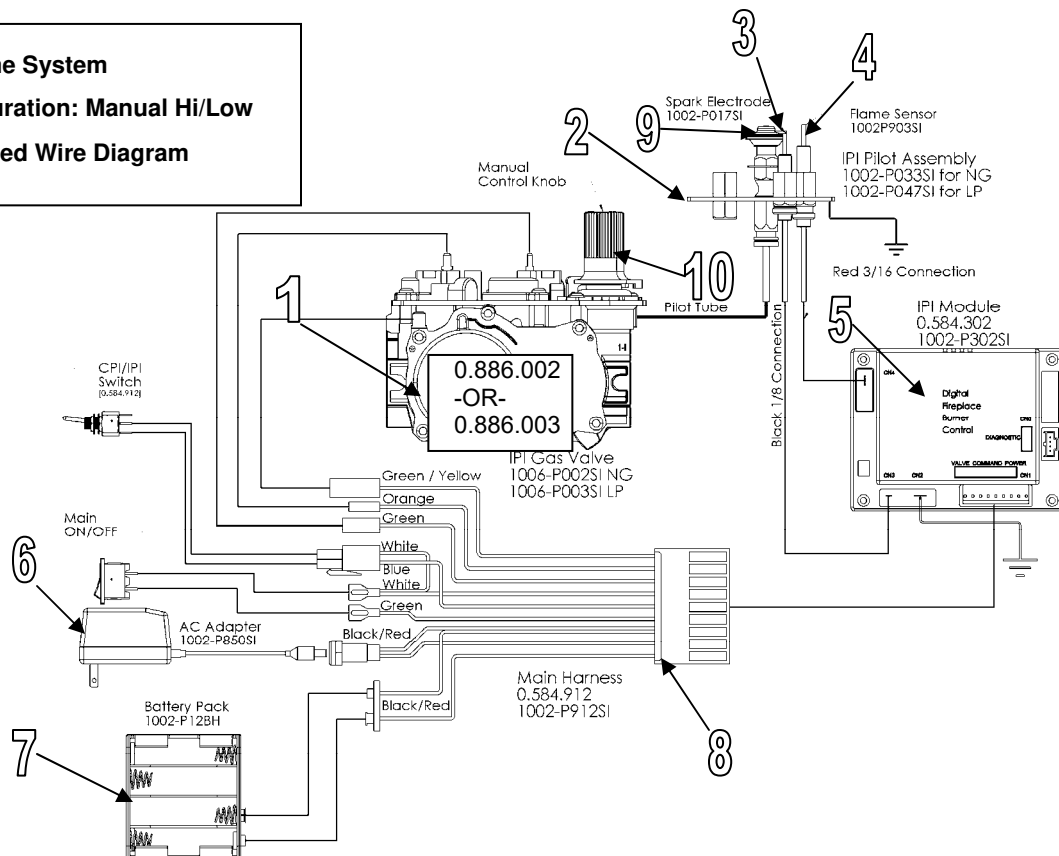 ne System
uration: Manual Hi/Low
ed Wire Diagram
3
4
Spark Electrode
1002-P017SI
9
2
Flame Sensor
1002P903SI
IPI Pilot Assembly
1002-P033SI for NG
1002-P047SI for LP
Manual
Control Knob
10
Red 3/16 Connection
Pilot Tube
Black 1/8 Connection
1
1-I
0.886.002
-OR-
0.886.003
IPI Gas Valve
1006-P002SI NG
1006-P003SI LP
5
IPI Module
0.584.302
1002-P302SI
CN4
Digital
Fireplace
Burner
Control
DIAGNOSTIC
VALVE COMMAND POWER
CN3
CN2
CN1
CPI/IPI
Switch
[0.584.912]
Green / Yellow
Orange
Green
White
Blue
White
Green
Black/Red
Black/Red
Main
ON/OFF
6
AC Adapter
1002-P850SI
Main Harness
0.584.912
1002-P912SI
8
Battery Pack
1002-P12BH
7